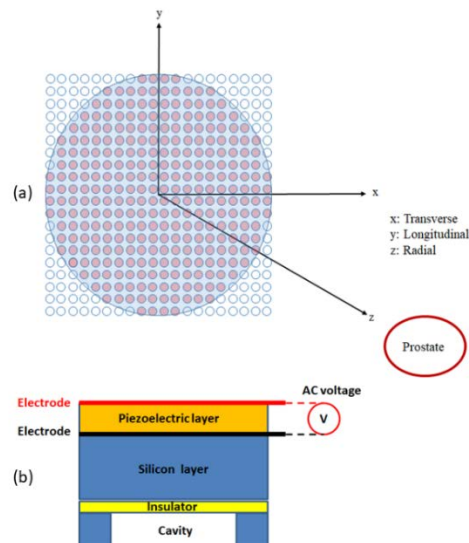 y
(a)
x
x: Transverse
y: Longitudinal
z: Radial
z
Prostate
AC voltage
Electrode
Piezoelectric layer
V
Electrode
Silicon layer
(b)
Insulator
Cavity